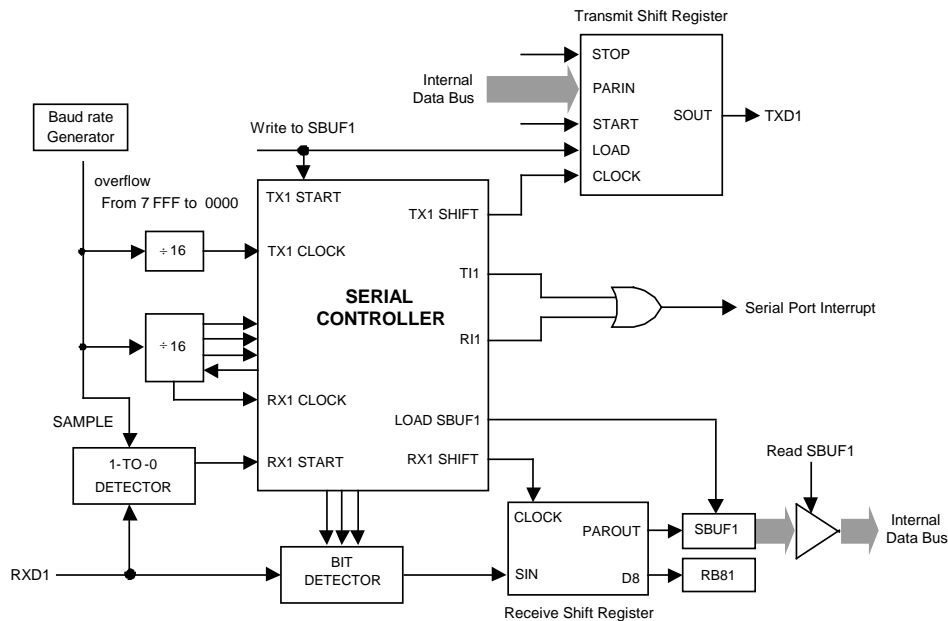 Transmit Shift Register
STOP
Internal
Data Bus
PARIN
START
SOUT
TXD1
LOAD
CLOCK
Baud rate
Generator
Write to SBUF1
overflow
From 7 FFF to 0000
TX1 START
TX1 SHIFT
÷16
TX1 CLOCK
TI1
SERIAL
CONTROLLER
Serial Port Interrupt
÷16
RI1
RX1 CLOCK
SAMPLE
LOAD SBUF1
1-TO-0
DETECTOR
RX1 START
RX1 SHIFT
Read SBUF1
CLOCK
PAROUT
SBUF1
Internal
Data Bus
RXD1
BIT
DETECTOR
SIN
D8
RB81
Receive Shift Register